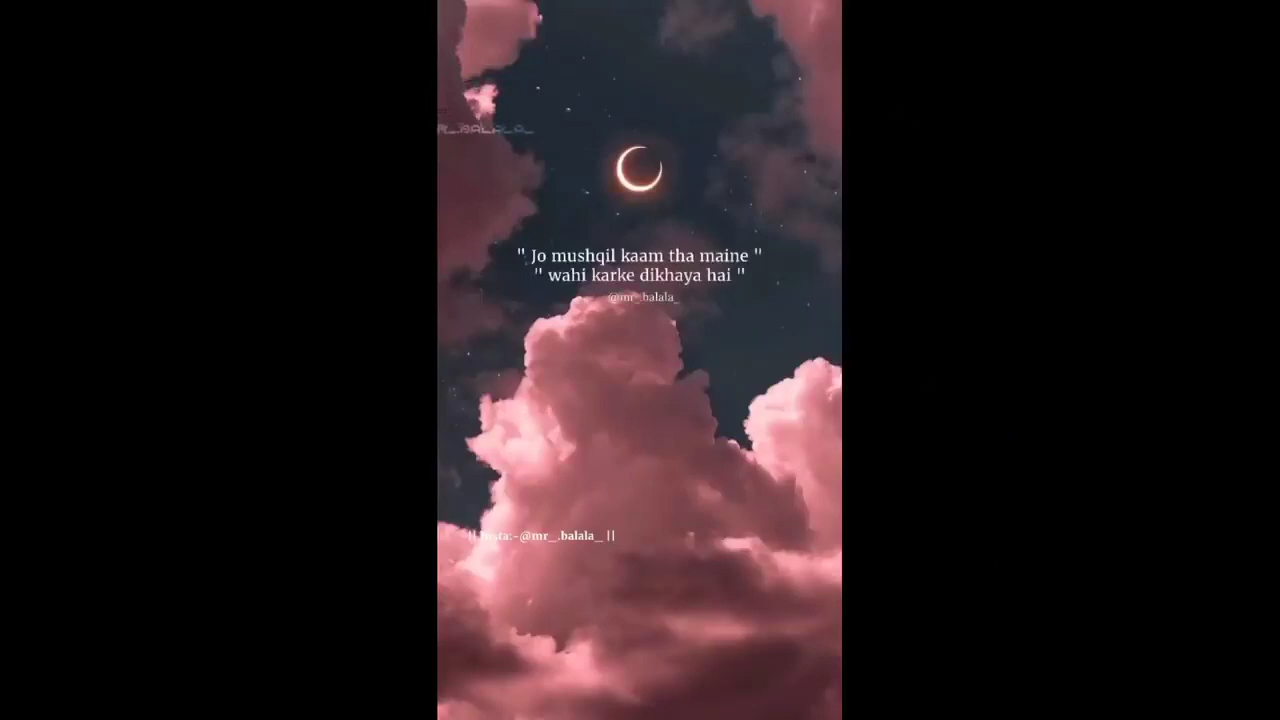 " Jo mushqil kaam tha maine "
" wahi karke dikhaya hai "
@mr_.balala_
|| Insta:-@mr_.balala_ ||